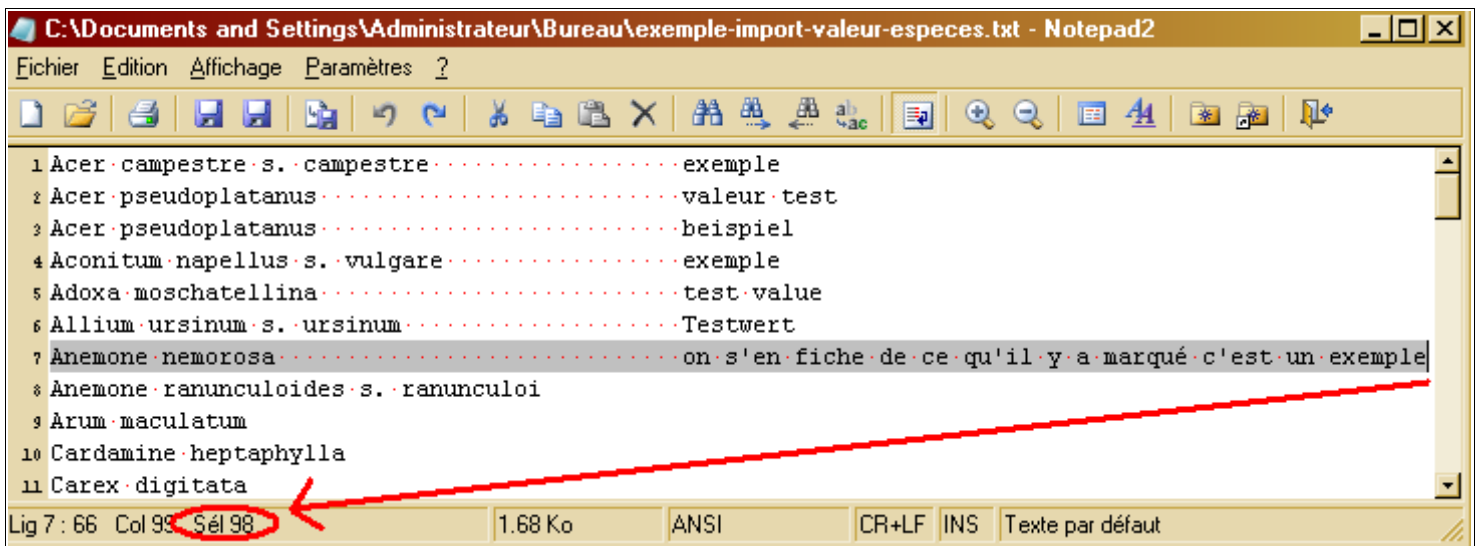 C:\Documents and Settings\Administrateur\Bureau\exemple-import-valeur-especes.txt - Notepad2
Fichier Edition Affichage Paramètres ?
1 Acer campestre s. campestre exemple
2 Acer pseudoplatanus valeur test
3 Acer pseudoplatanus beispiel
4 Aconitum napellus s. vulgare exemple
5 Adoxa moschatellina test value
6 Allium ursinum s. ursinum Testwert
7 Anemone nemorosa on s'en fiche de ce qu'il y a marqué c'est un exemple
8 Anemone ranunculoides s. ranunculoi
9 Arum maculatum
10 Cardamine heptaphylla
11 Carex digitata
Lig 7 : 66 Col 99 Sél 98 1.68 Ko ANSI CR+LF INS Texte par défaut